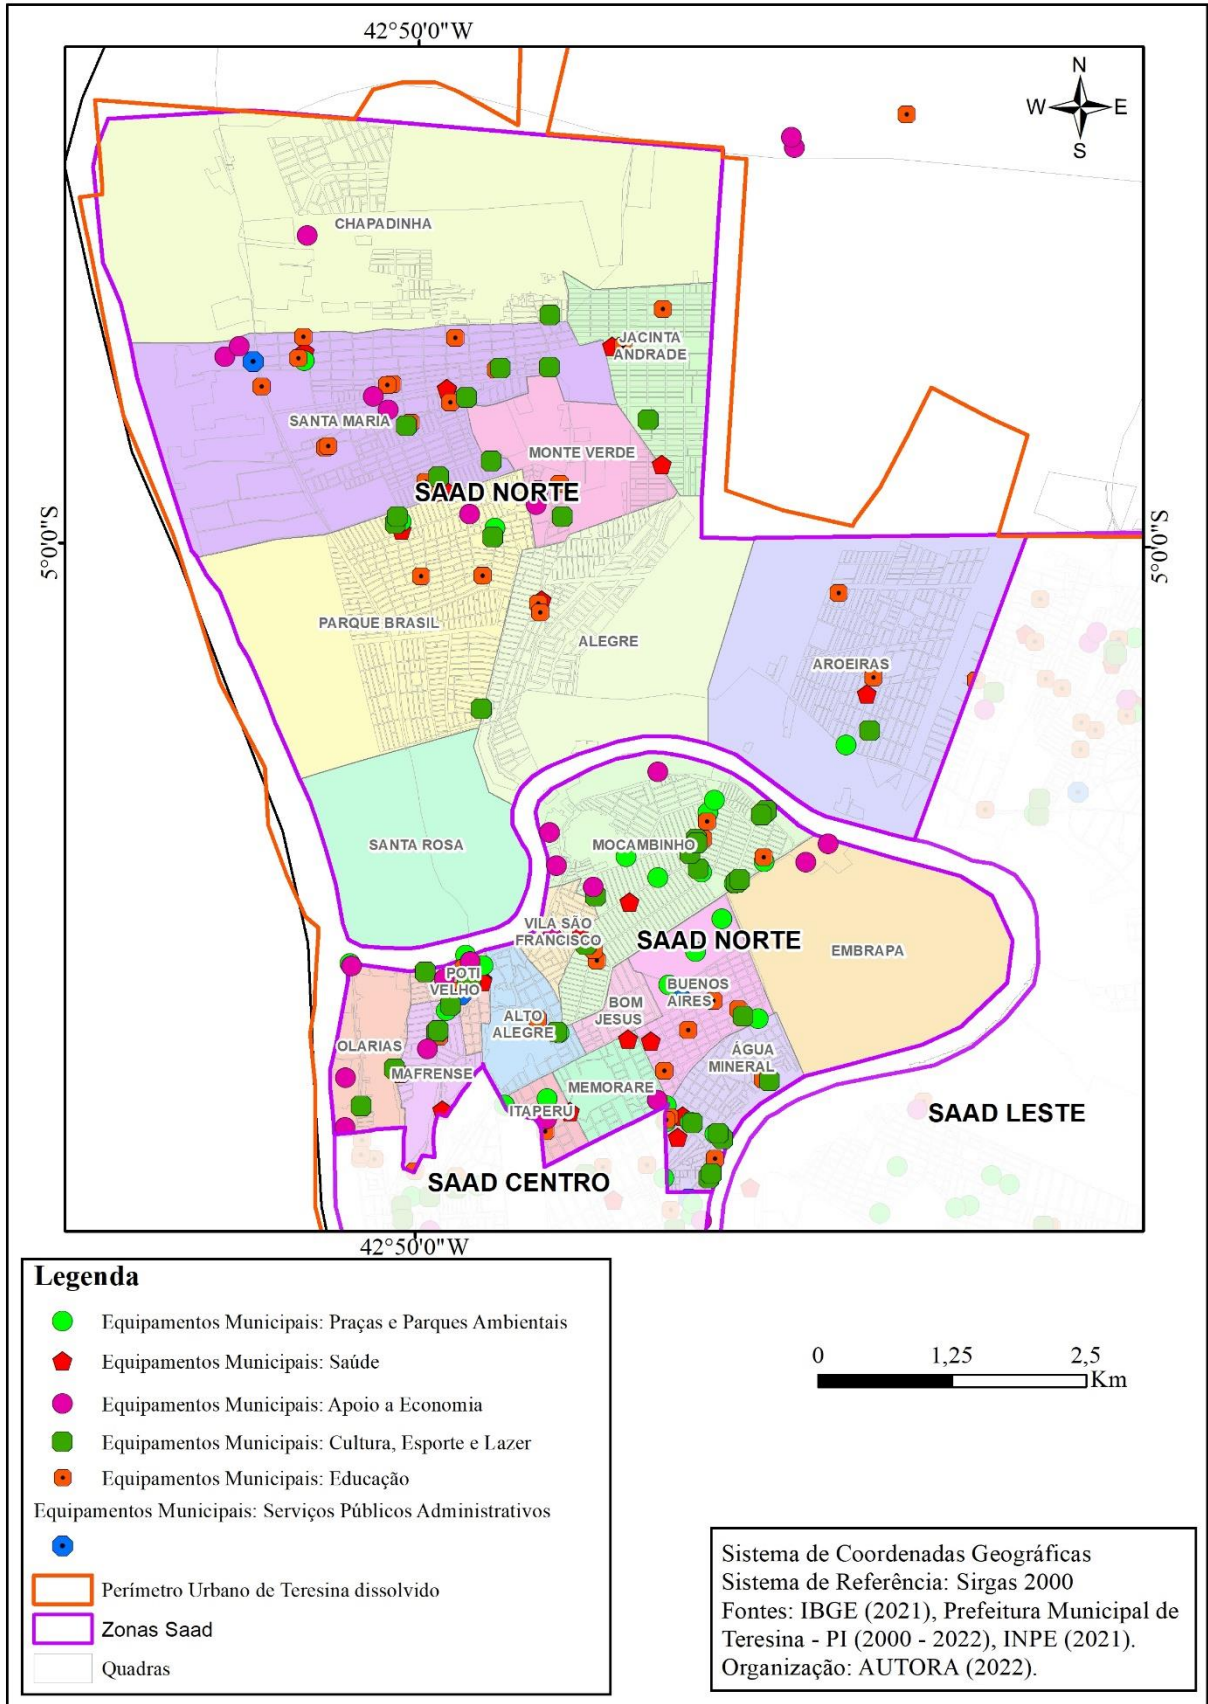 42°50'0"W
N
W E
S
CHAPADINHA
JACINTA
ANDRADE
SANTA MARIA
MONTE VERDE
SAAD NORTE
5°0'0"S
5°0'0"S
PARQUE BRASIL
ALEGRE
AROEIRAS
SANTA ROSA
MOCAMBINHO
VILA SÃO
FRANCISCO
SAAD NORTE
EMBRAPA
POTI
VELHO
BUENOS
AIRES
ALTO
ALEGRE
BOM
JESUS
OLARIAS
MAFRENSE
ÁGUA
MINERAL
MEMORARE
ITAPERU
SAAD LESTE
SAAD CENTRO
42°50'0"W
Legenda
Equipamentos Municipais: Praças e Parques Ambientais
Equipamentos Municipais: Saúde
Equipamentos Municipais: Apoio a Economia
Equipamentos Municipais: Cultura, Esporte e Lazer
Equipamentos Municipais: Educação
Equipamentos Municipais: Serviços Públicos Administrativos
Perímetro Urbano de Teresina dissolvido
Zonas Saad
Quadras
0 1,25 2,5
Km
Sistema de Coordenadas Geográficas
Sistema de Referência: Sirgas 2000
Fontes: IBGE (2021), Prefeitura Municipal de
Teresina - PI (2000 - 2022), INPE (2021).
Organização: AUTORA (2022).